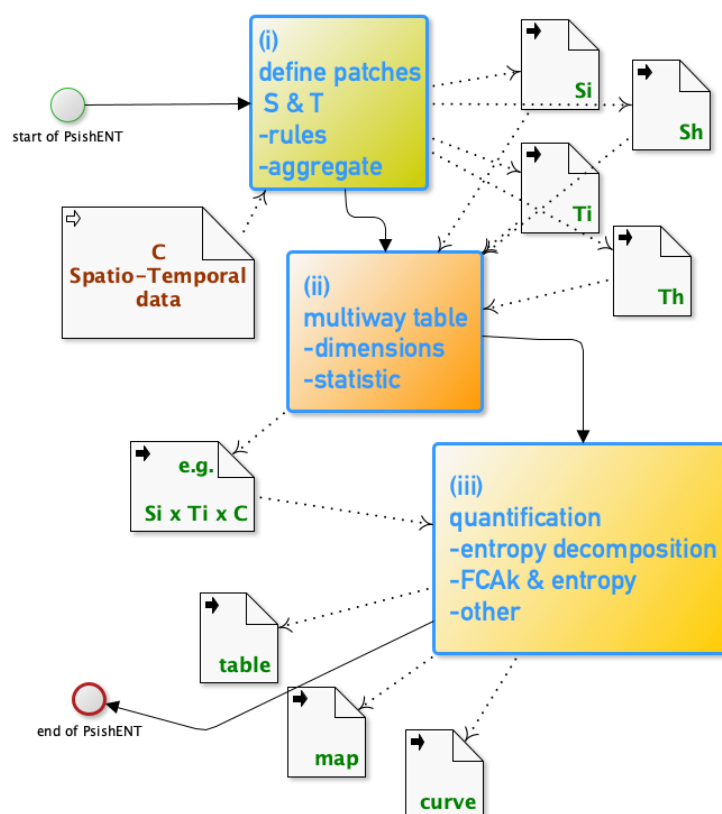 (i)
define patches
S & T
-rules
-aggregate
Si
Sh
start of PsishENT
Ti
C
Spatio-Temporal
data
Th
(ii)
multiway table
-dimensions
-statistic
e.g.
Si x Ti x C
(iii)
quantification
-entropy decomposition
-FCAk & entropy
-other
table
end of PsishENT
map
curve